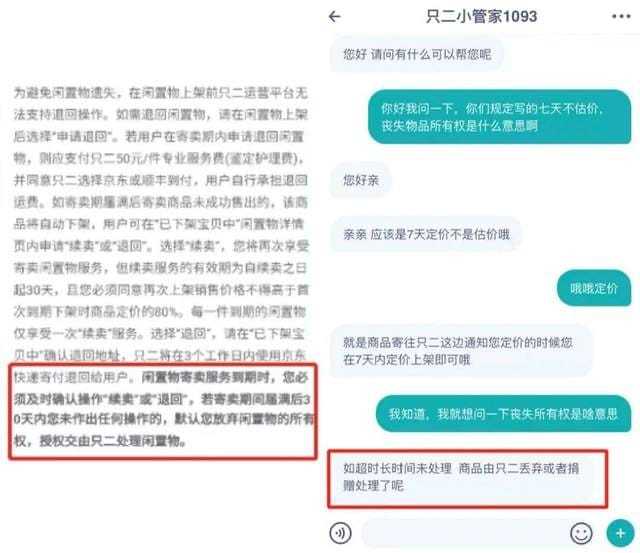 为避免闲置物遗失，在闲置物上架前只二运营平台无
法支持退回操作。如需退回闲置物，请在闲置物上架
后选择“申请退回”。若用户在寄卖期内申请退回闲置
物，则应支付只二50元/件专业服务费(鉴定护理费)，
并同意只二选择京东或顺丰到付，用户自行承担退回
运费。如寄卖期届满后寄卖商品未成功售出的，该商
品将自动下架，用户可在“已下架宝贝中”闲置物详情
页内申请“续卖”或“退回”。选择“续卖”，您将再次享受
寄卖闲置物服务，但续卖服务的有效期为自续卖之日
起30天，且您必须同意再次上架销售价格不得高于首
次到期下架时商品定价的80%。每一件到期的闲置物
仅享受一次“续卖”服务。选择“退回”，请在“已下架宝
贝中”确认退回地址，只二将在3个工作日内使用京东
快递寄付退回给用户。闲置物寄卖服务到期时，您必
须及时确认操作“续卖”或“退回”，若寄卖期间届满后3
0天内您未作出任何操作的，默认您放弃闲置物的所有
权，授权交由只二处理闲置物。
只二小管家1093
您好 请问有什么可以帮您呢
你好我问一下，你们规定写的七天不估价，
丧失物品所有权是什么意思啊
您好亲
亲亲 应该是7天定价不是估价哦
哦哦定价
就是商品寄往只二这边通知您定价的时候您
在7天内定价上架即可哦
我知道，我就想问一下丧失所有权是啥意思
如超时长时间未处理 商品由只二丢弃或者捐
赠处理了呢